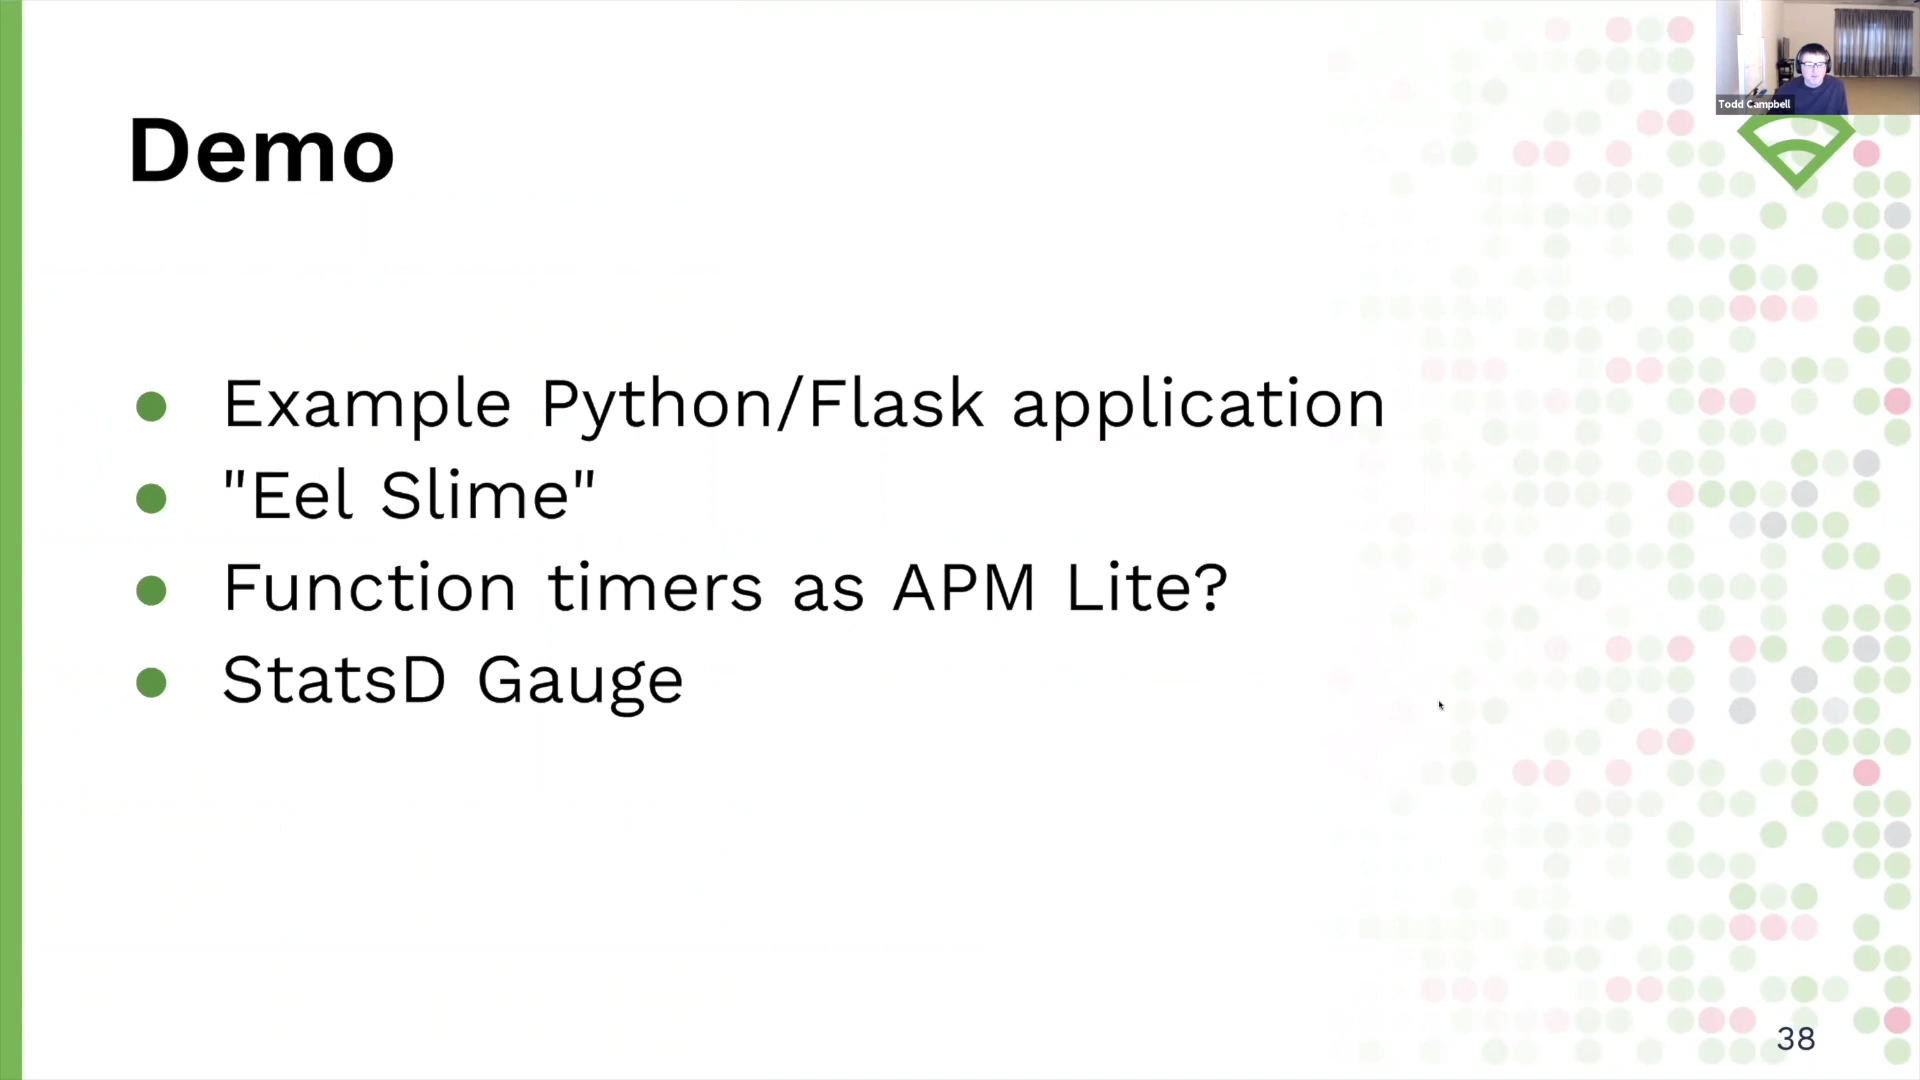 Todd Campbell
Demo
Example Python/Flask application
"Eel Slime"
Function timers as APM Lite?
StatsD Gauge
38